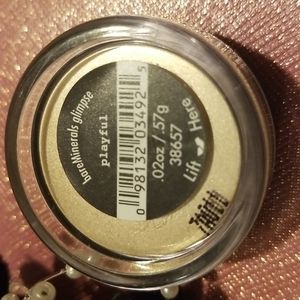 bareMinerals glimpse
playful
0 98132 03492 5
.02oz / .57g
38657
Lift Here